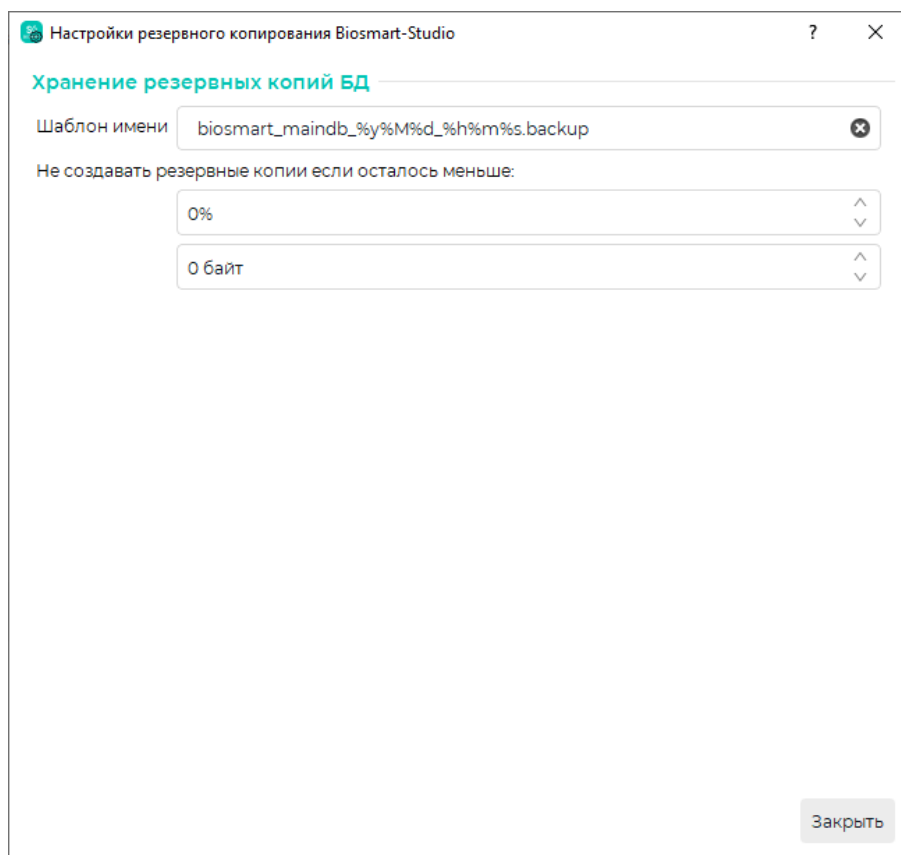 Настройки резервного копирования Biosmart-Studio ?
Хранение резервных копий БД
Шаблон имени biosmart_maindb_%y%M%d_%h%m%s.backup
Не создавать резервные копии если осталось меньше:
0%
0 байт
Закрыть